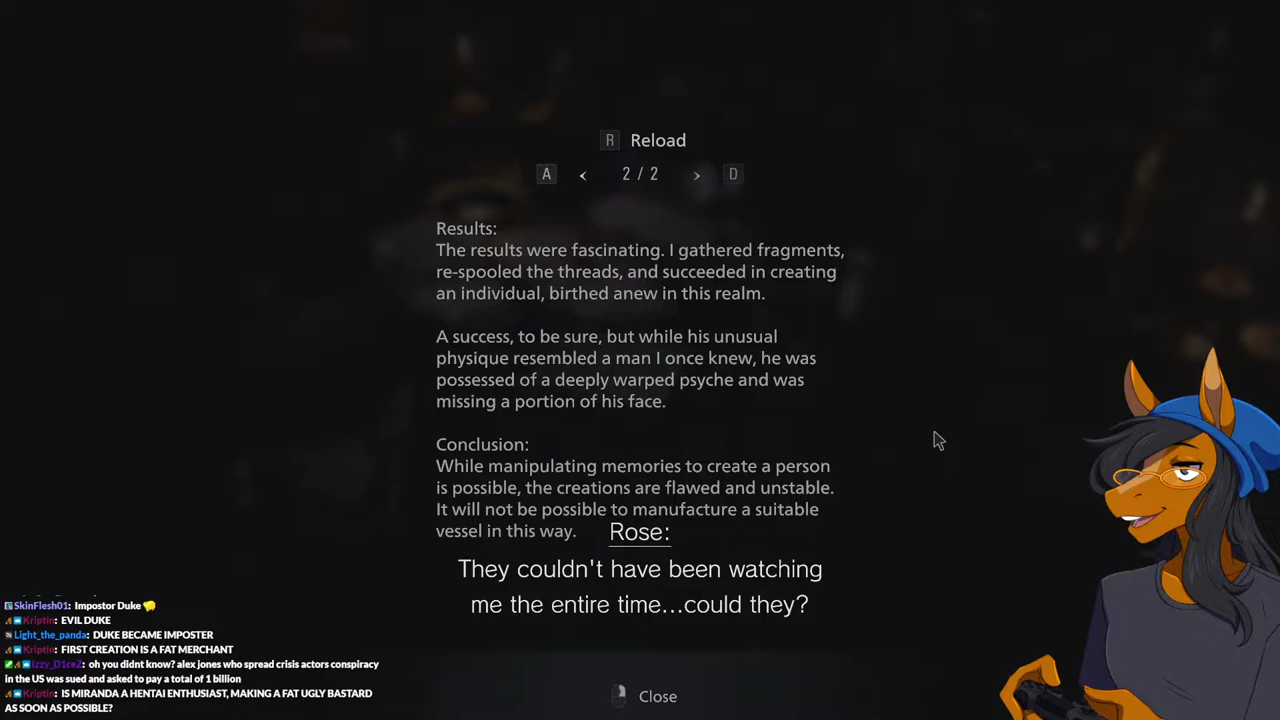 R Reload
A < 2 / 2 > D
Results:
The results were fascinating. I gathered fragments,
re-spooled the threads, and succeeded in creating
an individual, birthed anew in this realm.
A success, to be sure, but while his unusual
physique resembled a man I once knew, he was
possessed of a deeply warped psyche and was
missing a portion of his face.
Conclusion:
While manipulating memories to create a person
is possible, the creations are flawed and unstable.
It will not be possible to manufacture a suitable
vessel in this way.
Rose:
They couldn't have been watching
me the entire time...could they?
SkinFlesh01: Impostor Duke
Kriptin: EVIL DUKE
Light_the_panda: DUKE BECAME IMPOSTER
Kriptin: FIRST CREATION IS A FAT MERCHANT
Izzy_D1ceZ: oh you didnt know? alex jones who spread crisis actors conspiracy
in the US was sued and asked to pay a total of 1 billion
Kriptin: IS MIRANDA A HENTAI ENTHUSIAST, MAKING A FAT UGLY BASTARD
AS SOON AS POSSIBLE?
Close